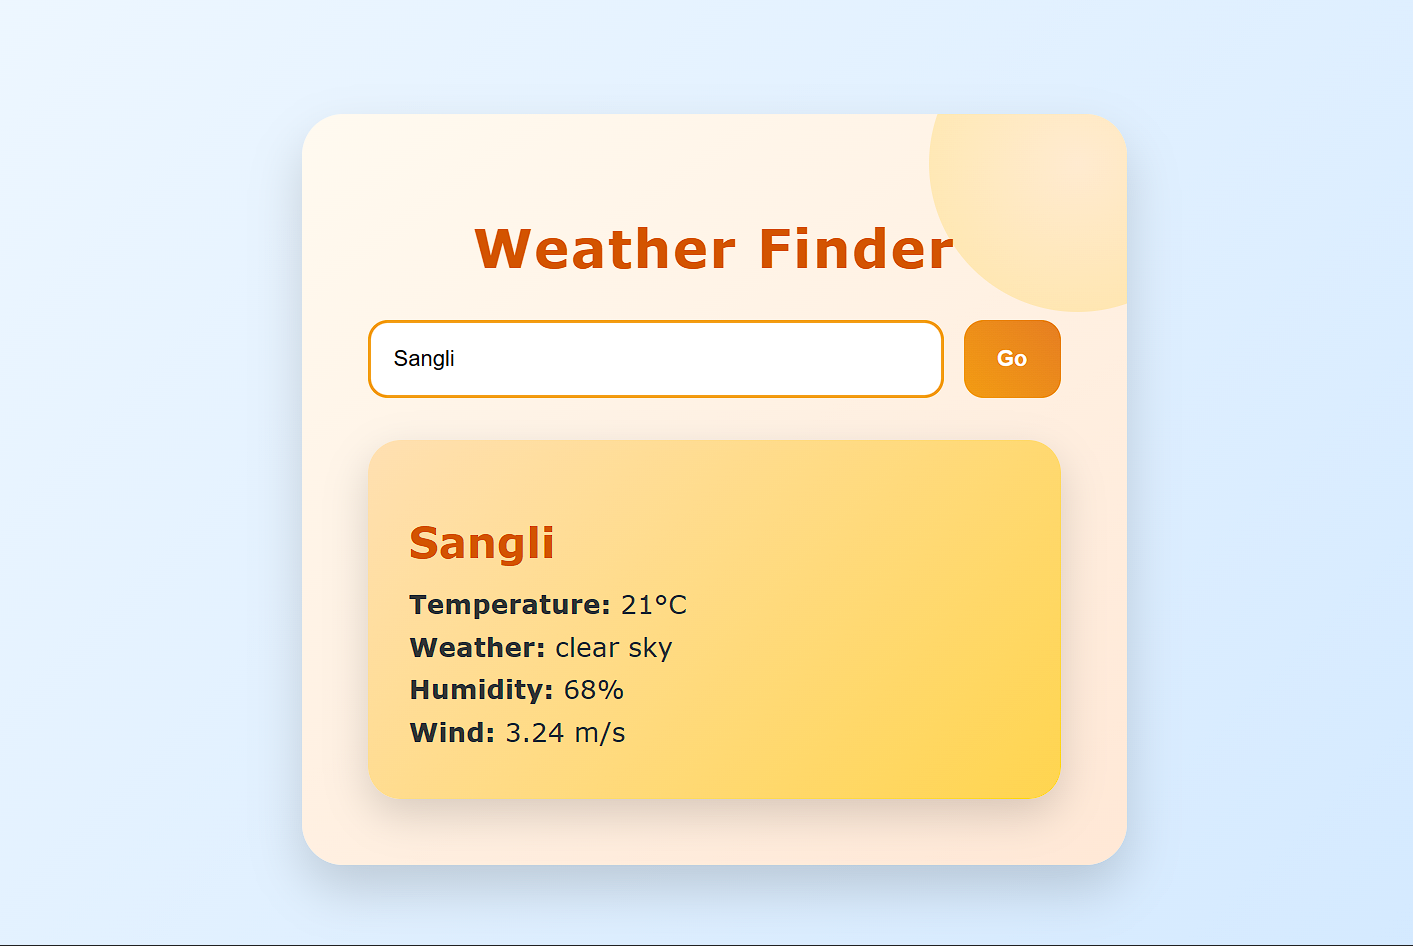 Weather Finder
Sangli
Go
Sangli
Temperature: 21°C
Weather: clear sky
Humidity: 68%
Wind: 3.24 m/s